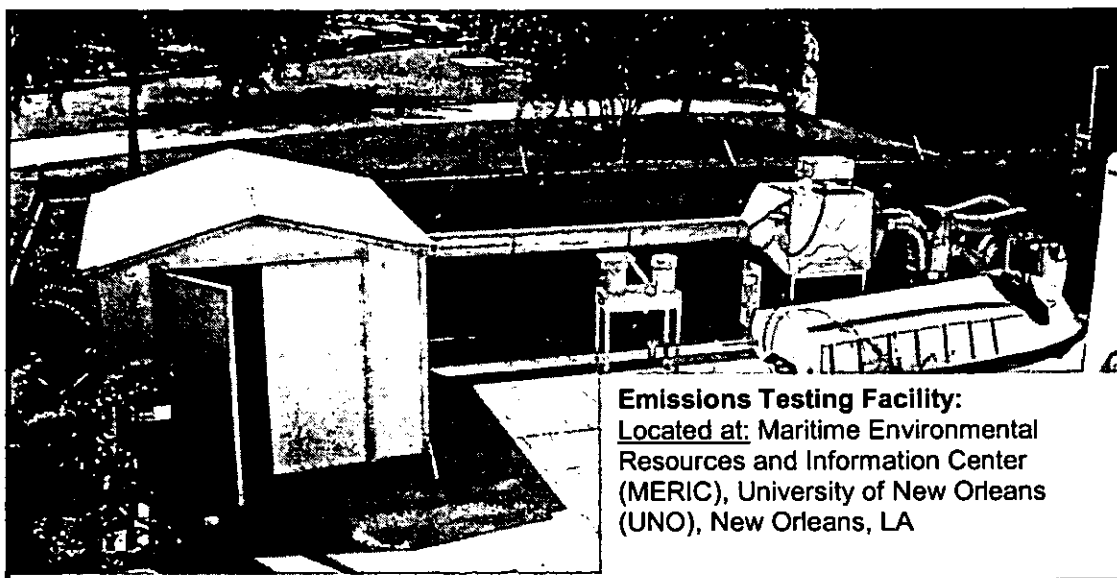 Emissions Testing Facility:
Located at: Maritime Environmental
Resources and Information Center
(MERIC), University of New Orleans
(UNO), New Orleans, LA